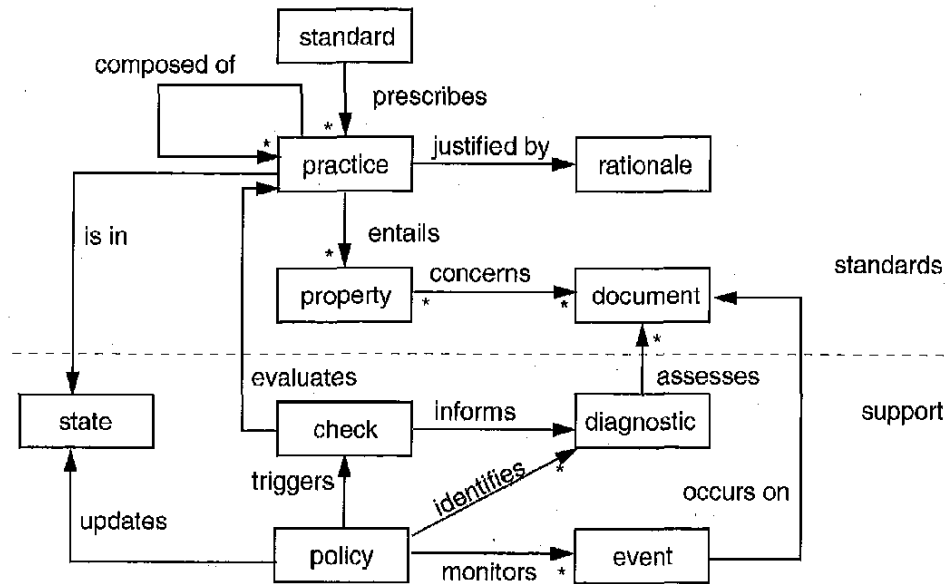 standard
composed of
prescribes
*
*
practice
justified by
rationale
is in
entails
*
property
concerns
*
*
document
standards
*
evaluates
assesses
state
check
informs
diagnostic
support
triggers
identifies
*
occurs on
updates
policy
monitors
*
event